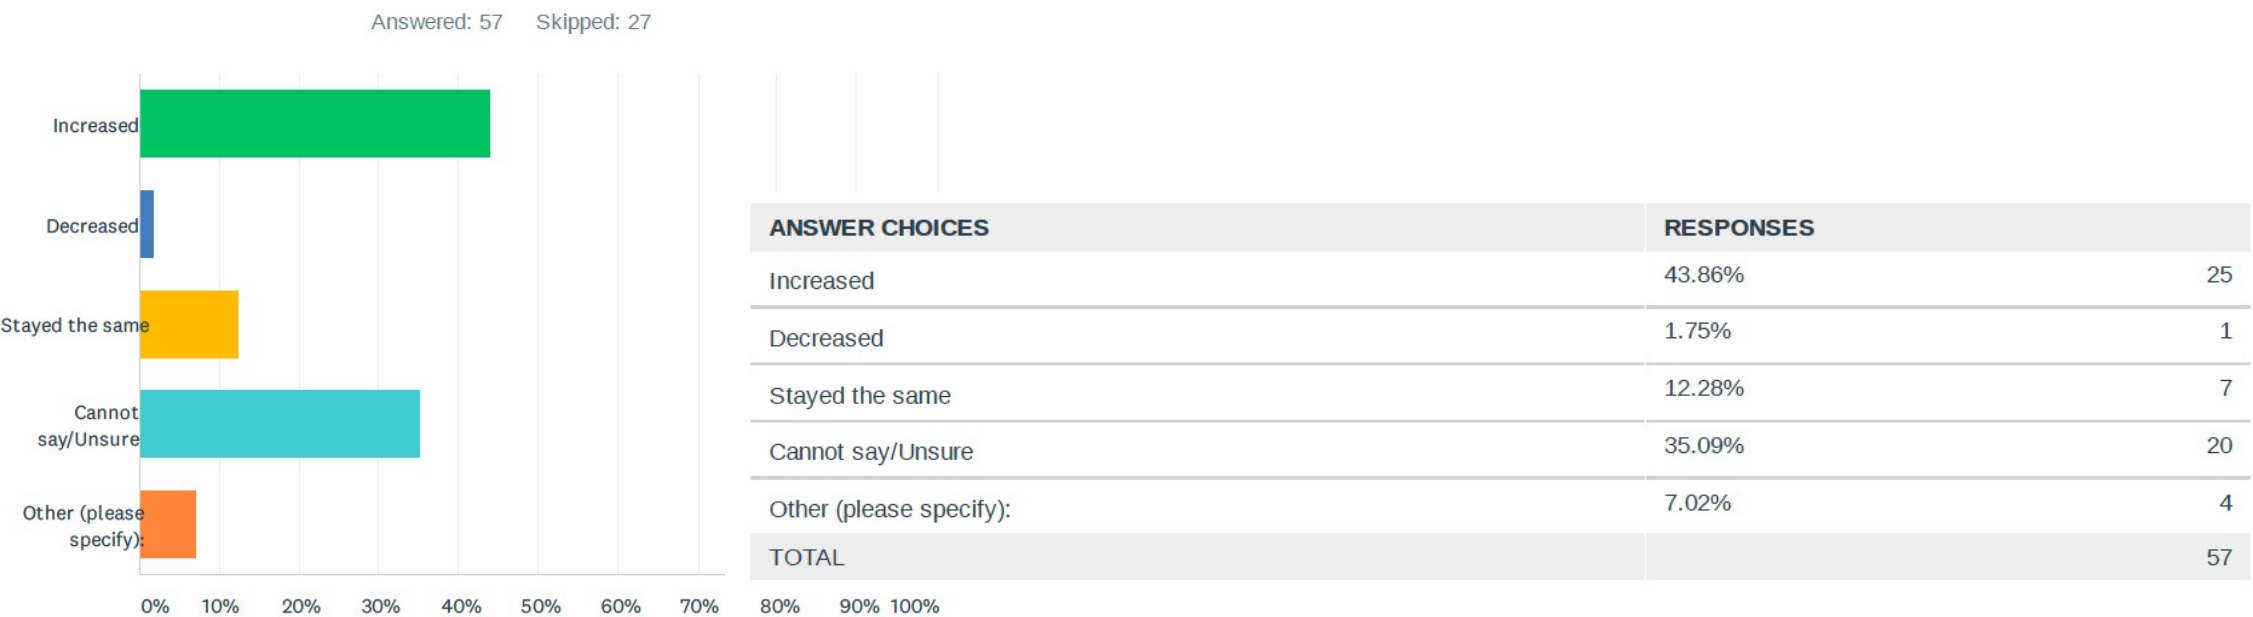 Answered: 57 Skipped: 27
Increased
Decreased
Stayed the same
Cannot
say/Unsure
Other (please
specify):
0% 10% 20% 30% 40% 50% 60% 70% 80% 90% 100%
ANSWER CHOICES RESPONSES
Increased 43.86% 25
Decreased 1.75% 1
Stayed the same 12.28% 7
Cannot say/Unsure 35.09% 20
Other (please specify): 7.02% 4
TOTAL 57